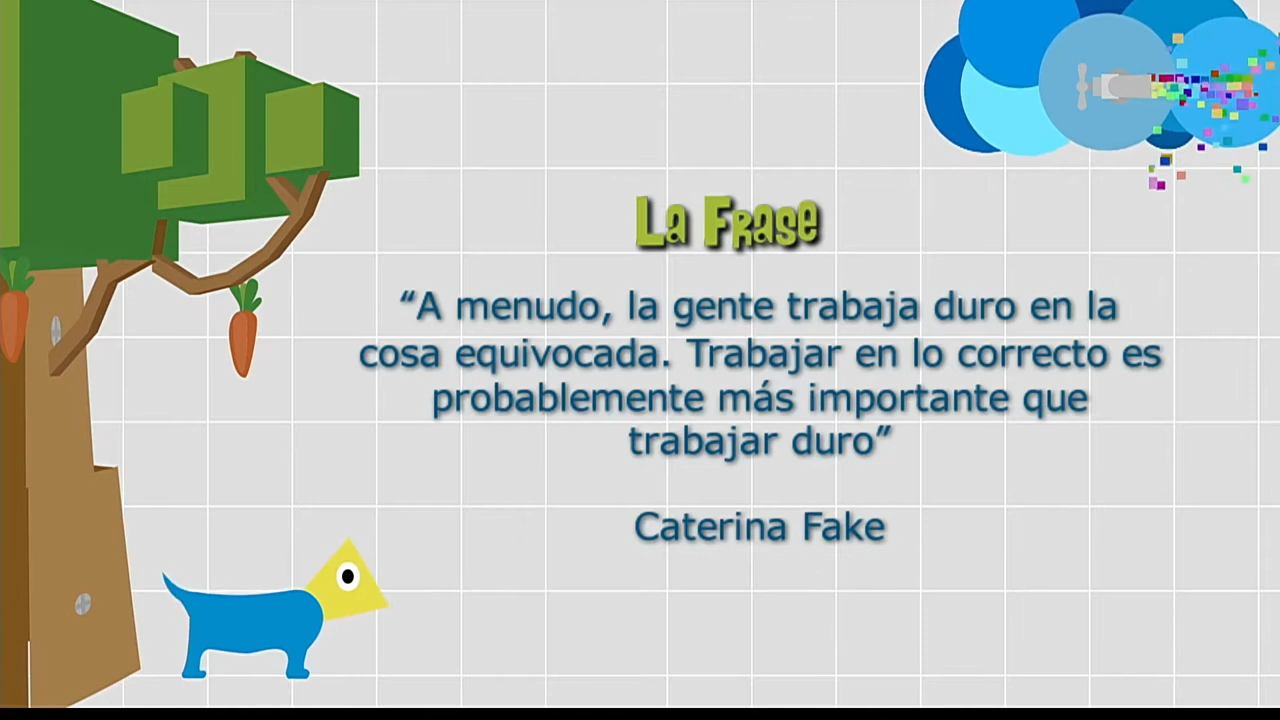 La Frase
“A menudo, la gente trabaja duro en la
cosa equivocada. Trabajar en lo correcto es
probablemente más importante que
trabajar duro”
Caterina Fake